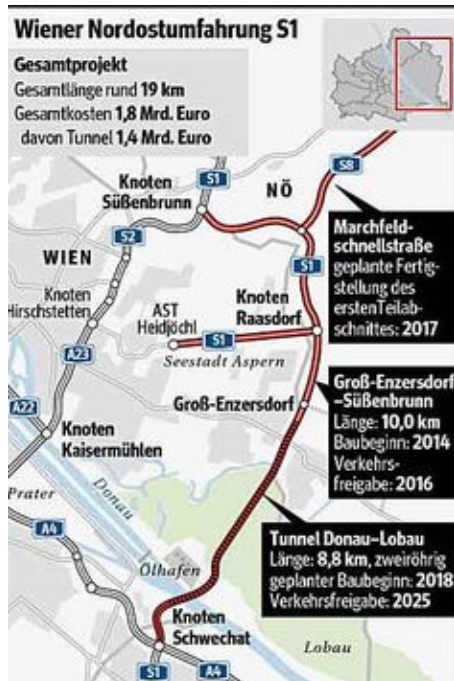 Wiener Nordostumfahrung S1
Gesamtprojekt
Gesamtlänge rund 19 km
Gesamtkosten 1,8 Mrd. Euro
davon Tunnel 1,4 Mrd. Euro
S8
S1
Knoten
Süßenbrunn
NÖ
S2
WIEN
S1
Marchfeld-
schnellstraße
geplante Fertig-
stellung des
ersten Teilab-
schnittes: 2017
Knoten
Hirschstetten
AST
Heidjöchl
Knoten
Raasdorf
S1
Seestadt Aspern
A23
Groß-Enzersdorf
Groß-Enzersdorf
–Süßenbrunn
Länge: 10,0 km
Baubeginn: 2014
Verkehrs-
freigabe: 2016
A22
Knoten
Kaisermühlen
Prater
Donau
A4
Ölhafen
Tunnel Donau–Lobau
Länge: 8,8 km, zweiröhrig
geplanter Baubeginn: 2018
Verkehrsfreigabe: 2025
Knoten
Schwechat
Lobau
S1
A4